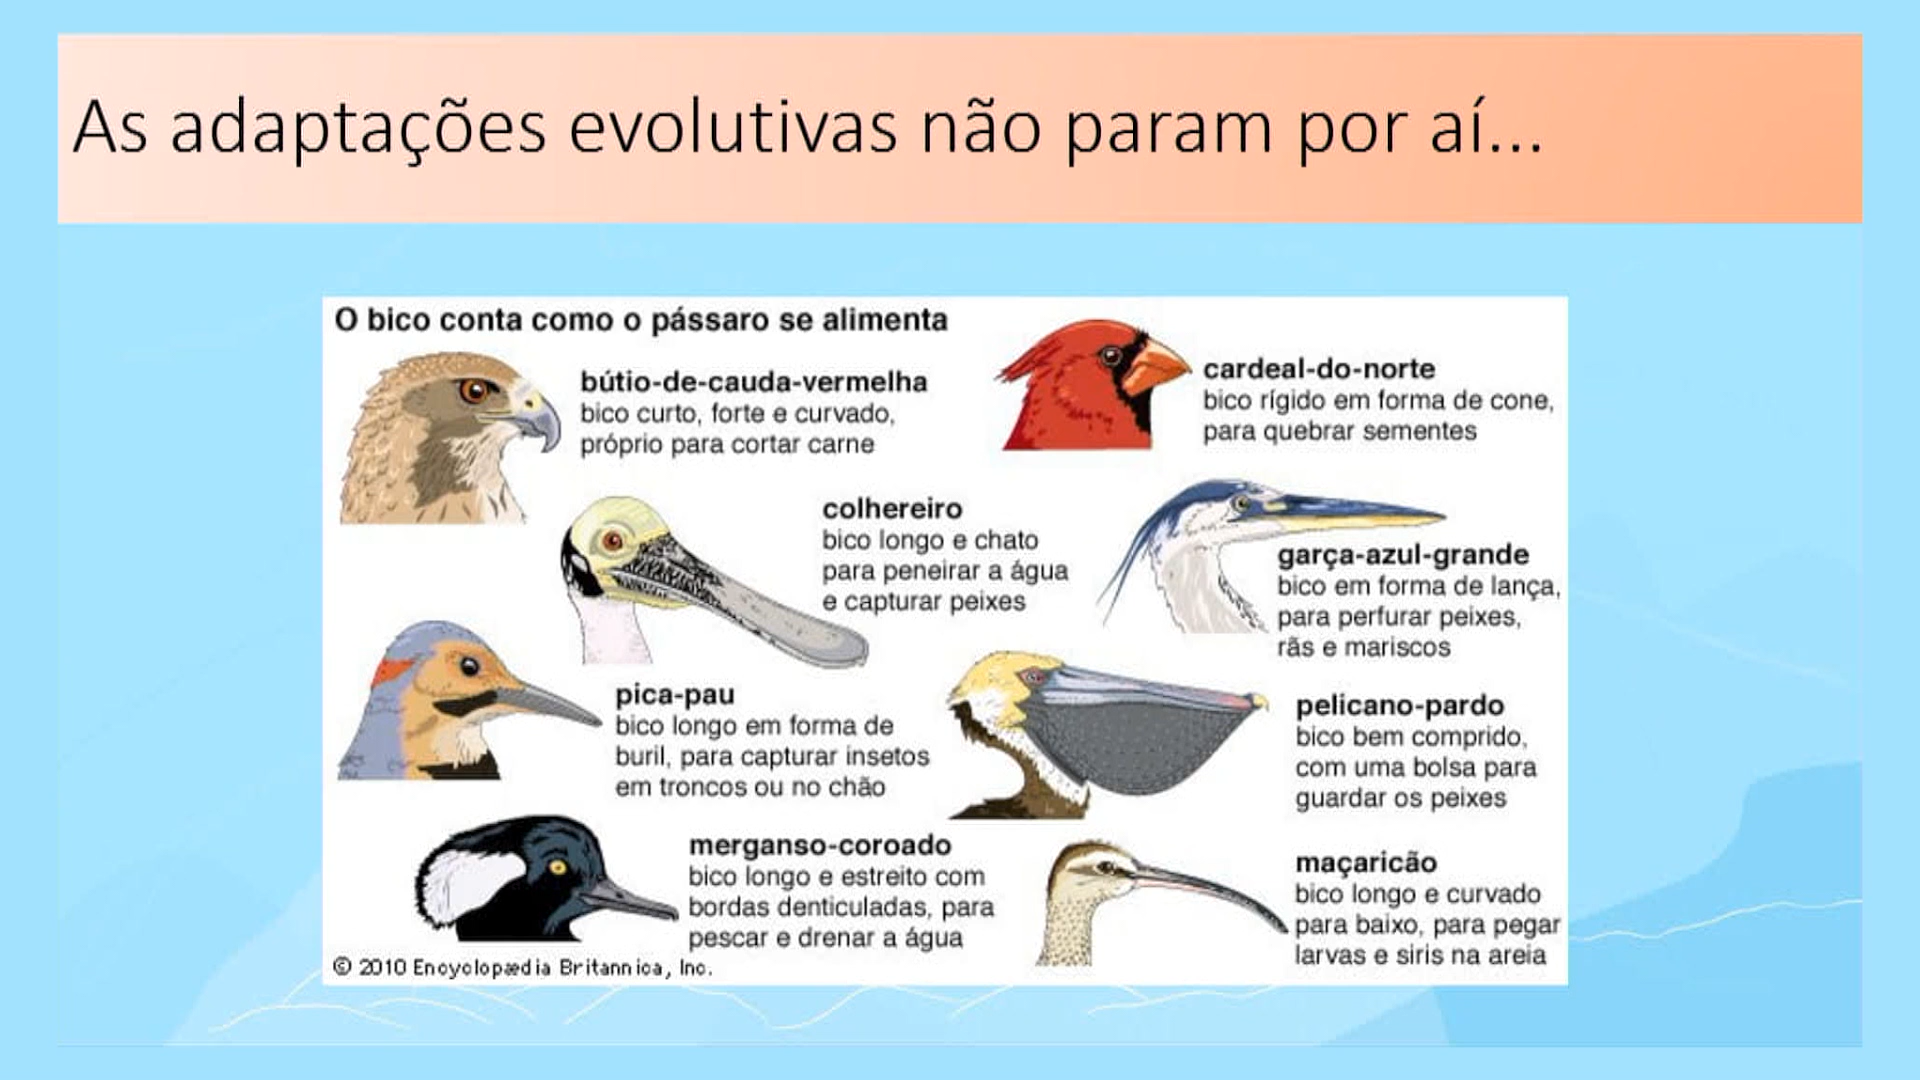 As adaptações evolutivas não param por aí...
O bico conta como o pássaro se alimenta
bútio-de-cauda-vermelha
bico curto, forte e curvado,
próprio para cortar carne
cardeal-do-norte
bico rígido em forma de cone,
para quebrar sementes
colhereiro
bico longo e chato
para peneirar a água
e capturar peixes
garça-azul-grande
bico em forma de lança,
para perfurar peixes,
rãs e mariscos
pica-pau
bico longo em forma de
buril, para capturar insetos
em troncos ou no chão
pelicano-pardo
bico bem comprido,
com uma bolsa para
guardar os peixes
merganso-coroado
bico longo e estreito com
bordas denticuladas, para
pescar e drenar a água
maçaricão
bico longo e curvado
para baixo, para pegar
larvas e siris na areia
© 2010 Encyclopædia Britannica, Inc.